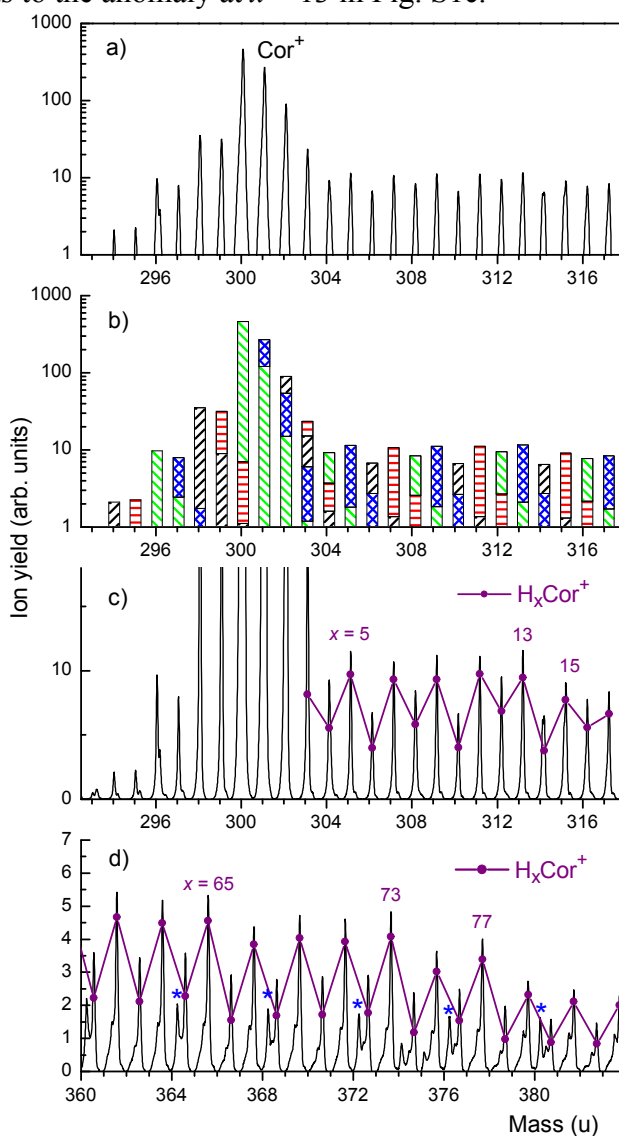 to the anomaly at = 13 in Fig. S1c.
1000
a)
Cor+
100
10
1
296 300 304 308 312 316
1000
b)
100
10
1
296 300 304 308 312 316
Ion yield (arb. units)
c)
HxCor+
x = 5
13
15
10
0
296 300 304 308 312 316
7
d)
HxCor+
6
x = 65
73
5
77
4
3
* * * * *
2
1
0
360 364 368 372 376 380
Mass (u)